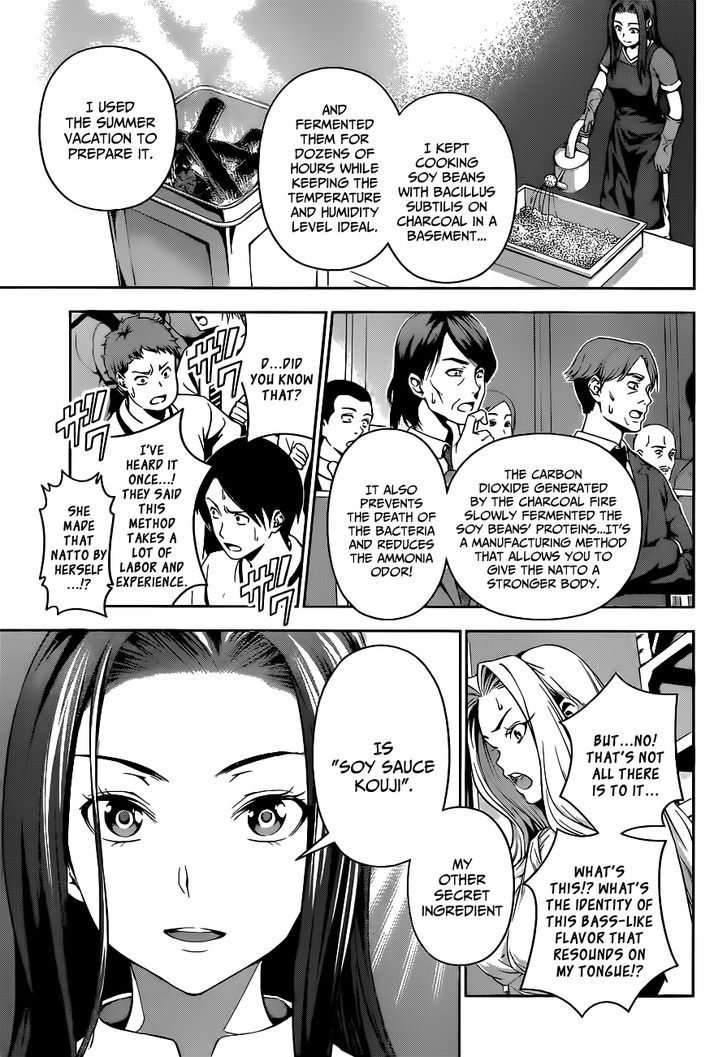 I KEPT
COOKING
SOY BEANS
WITH BACILLUS
SUBTILIS ON
CHARCOAL IN A
BASEMENT...
AND
FERMENTED
THEM FOR
DOZENS OF
HOURS WHILE
KEEPING THE
TEMPERATURE
AND HUMIDITY
LEVEL IDEAL.
I USED
THE SUMMER
VACATION TO
PREPARE IT.
THE CARBON
DIOXIDE GENERATED
BY THE CHARCOAL FIRE
SLOWLY FERMENTED THE
SOY BEANS' PROTEINS...IT'S
A MANUFACTURING METHOD
THAT ALLOWS YOU TO
GIVE THE NATTO A
STRONGER BODY.
IT ALSO
PREVENTS
THE DEATH OF
THE BACTERIA
AND REDUCES
THE AMMONIA
ODOR!
D...DID
YOU KNOW
THAT?
I'VE
HEARD IT
ONCE...!
THEY SAID
THIS
METHOD
TAKES A
LOT OF
LABOR AND
EXPERIENCE.
SHE
MADE
THAT
NATTO BY
HERSELF
...!?
ザワ
ザワ
ザワ
BUT...NO!
THAT'S NOT
ALL THERE
IS TO IT...
WHAT'S
THIS!? WHAT'S
THE IDENTITY OF
THIS BASS-LIKE
FLAVOR THAT
RESOUNDS ON
MY TONGUE!?
MY
OTHER
SECRET
INGREDIENT
IS
"SOY SAUCE
KOUJI".